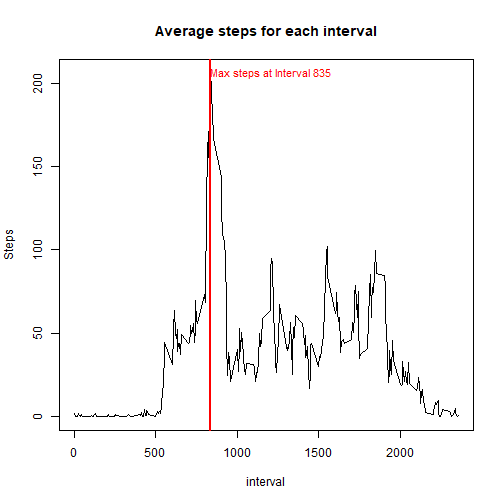 Average steps for each interval
Max steps at Interval 835
Steps
200
150
100
50
0
0 500 1000 1500 2000
interval